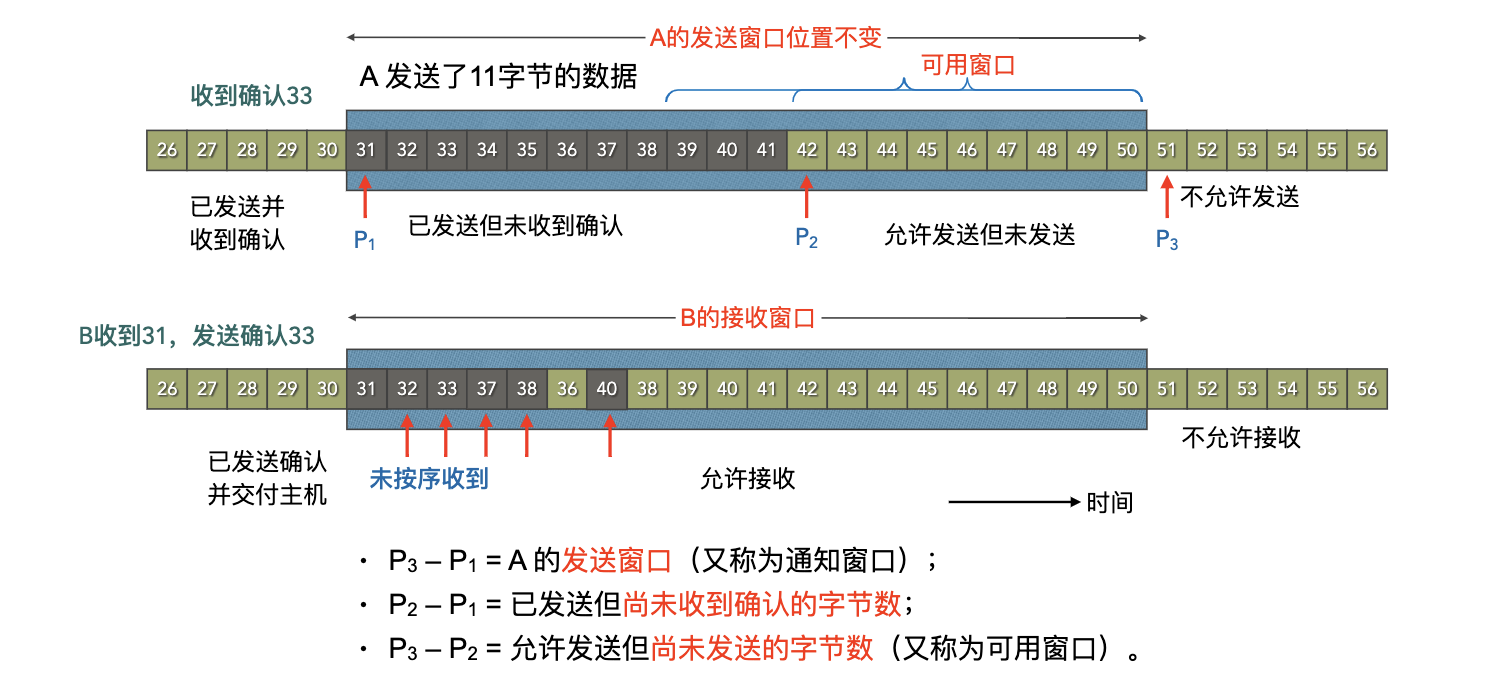 A的发送窗口位置不变
A 发送了11字节的数据
可用窗口
收到确认33
26 27 28 29 30 31 32 33 34 35 36 37 38 39 40 41 42 43 44 45 46 47 48 49 50 51 52 53 54 55 56
已发送并
收到确认
P1
已发送但未收到确认
P2
允许发送但未发送
P3
不允许发送
B的接收窗口
B收到31，发送确认33
26 27 28 29 30 31 32 33 37 38 36 40 38 39 40 41 42 43 44 45 46 47 48 49 50 51 52 53 54 55 56
已发送确认
并交付主机
未按序收到
允许接收
不允许接收
时间
· P3 – P1 = A 的发送窗口（又称为通知窗口）；
· P2 – P1 = 已发送但尚未收到确认的字节数；
· P3 – P2 = 允许发送但尚未发送的字节数（又称为可用窗口）。